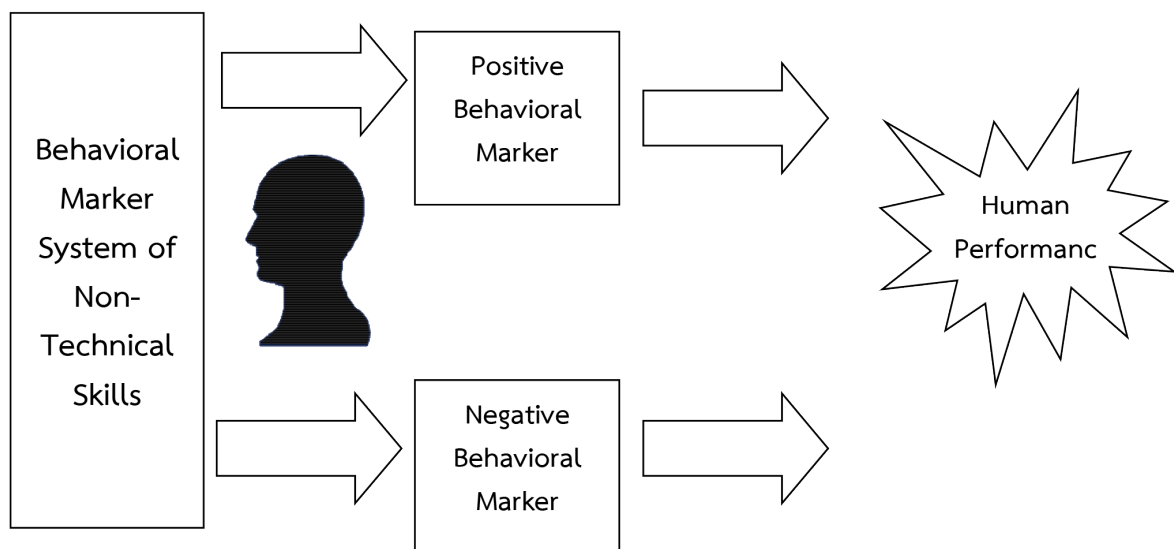 Behavioral
Marker
System of
Non-
Technical
Skills
Positive
Behavioral
Marker
Negative
Behavioral
Marker
Human
Performanc